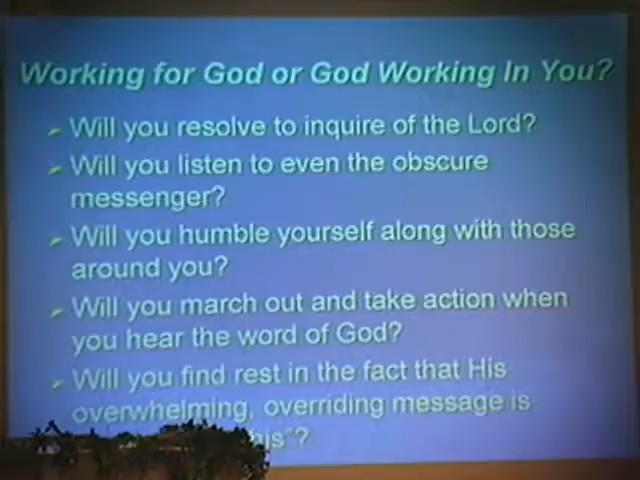 Working for God or God Working In You?
Will you resolve to inquire of the Lord?
Will you listen to even the obscure
messenger?
Will you humble yourself along with those
around you?
Will you march out and take action when
you hear the word of God?
Will you find rest in the fact that His
overwhelming, overriding message is